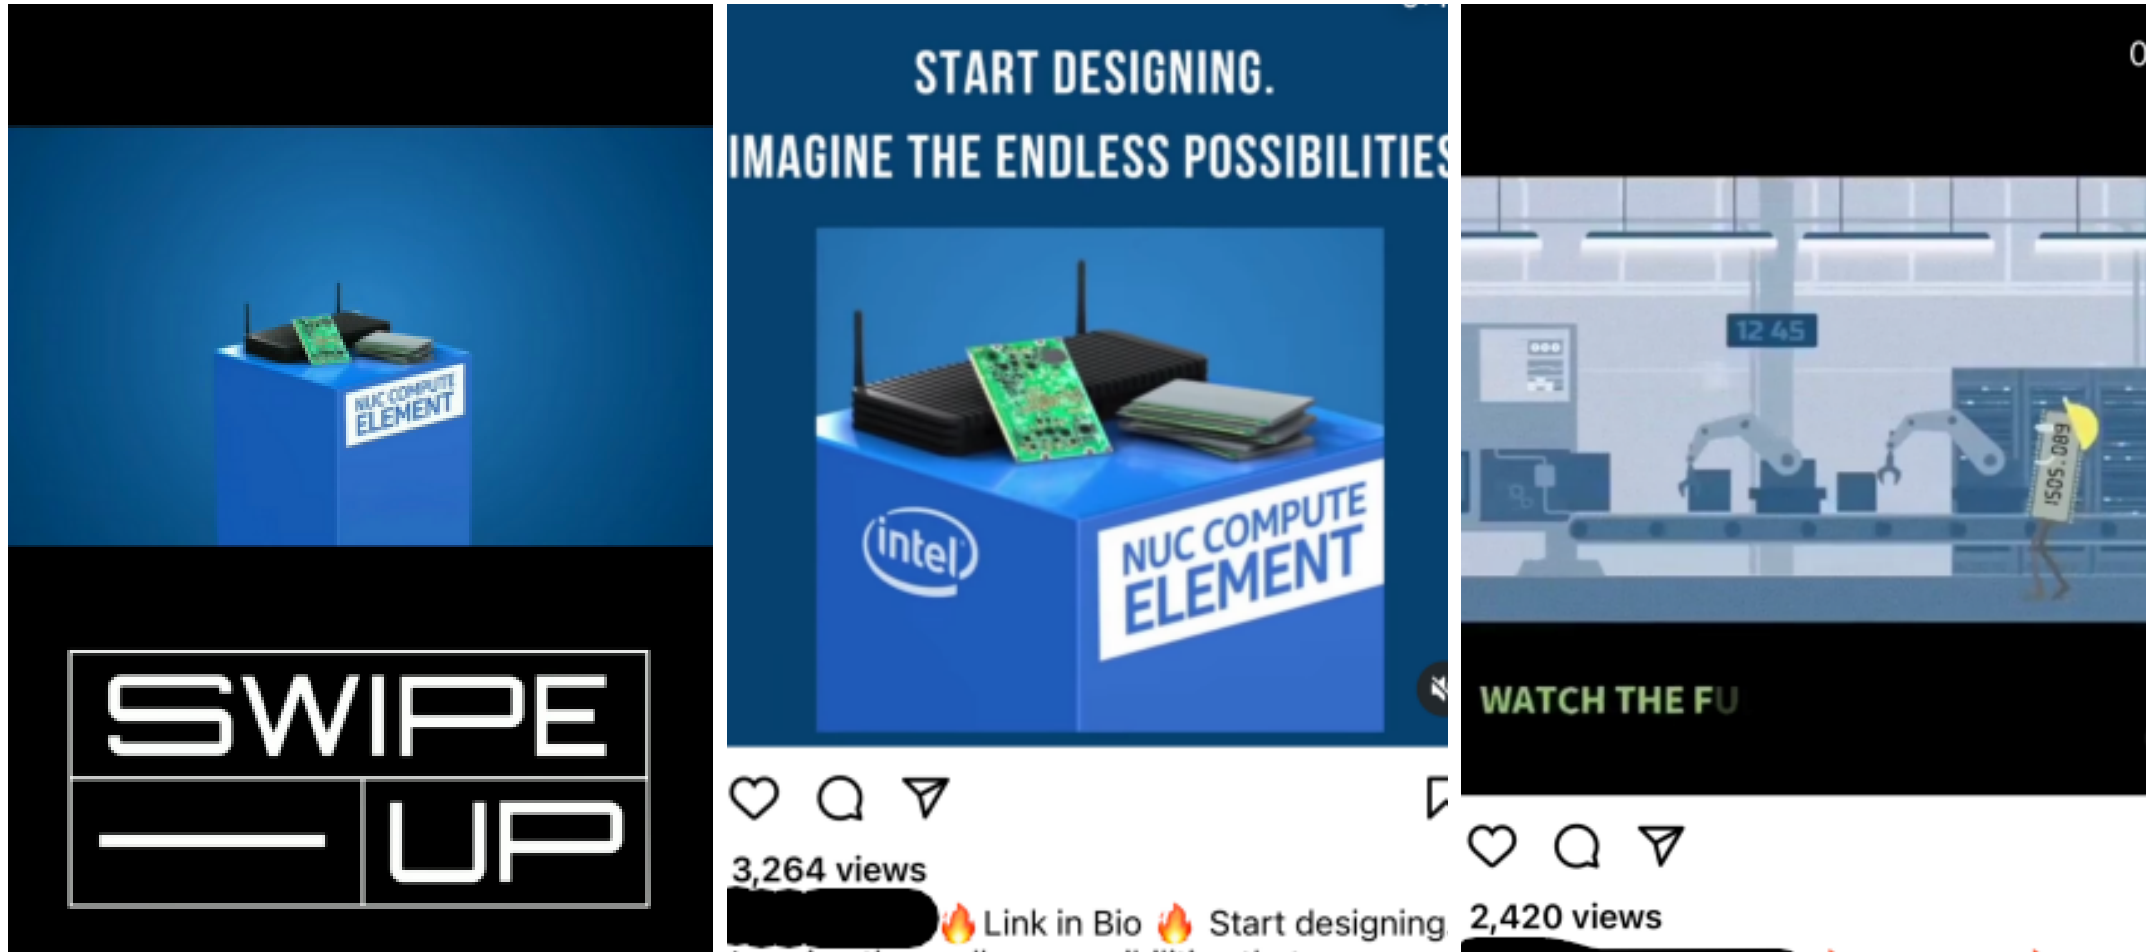 NUC COMPUTE
ELEMENT
SWIPE
UP
START DESIGNING.
IMAGINE THE ENDLESS POSSIBILITIES
intel
NUC COMPUTE
ELEMENT
3,264 views
🔥Link in Bio 🔥 Start designing.
12 45
WATCH THE FU
2,420 views